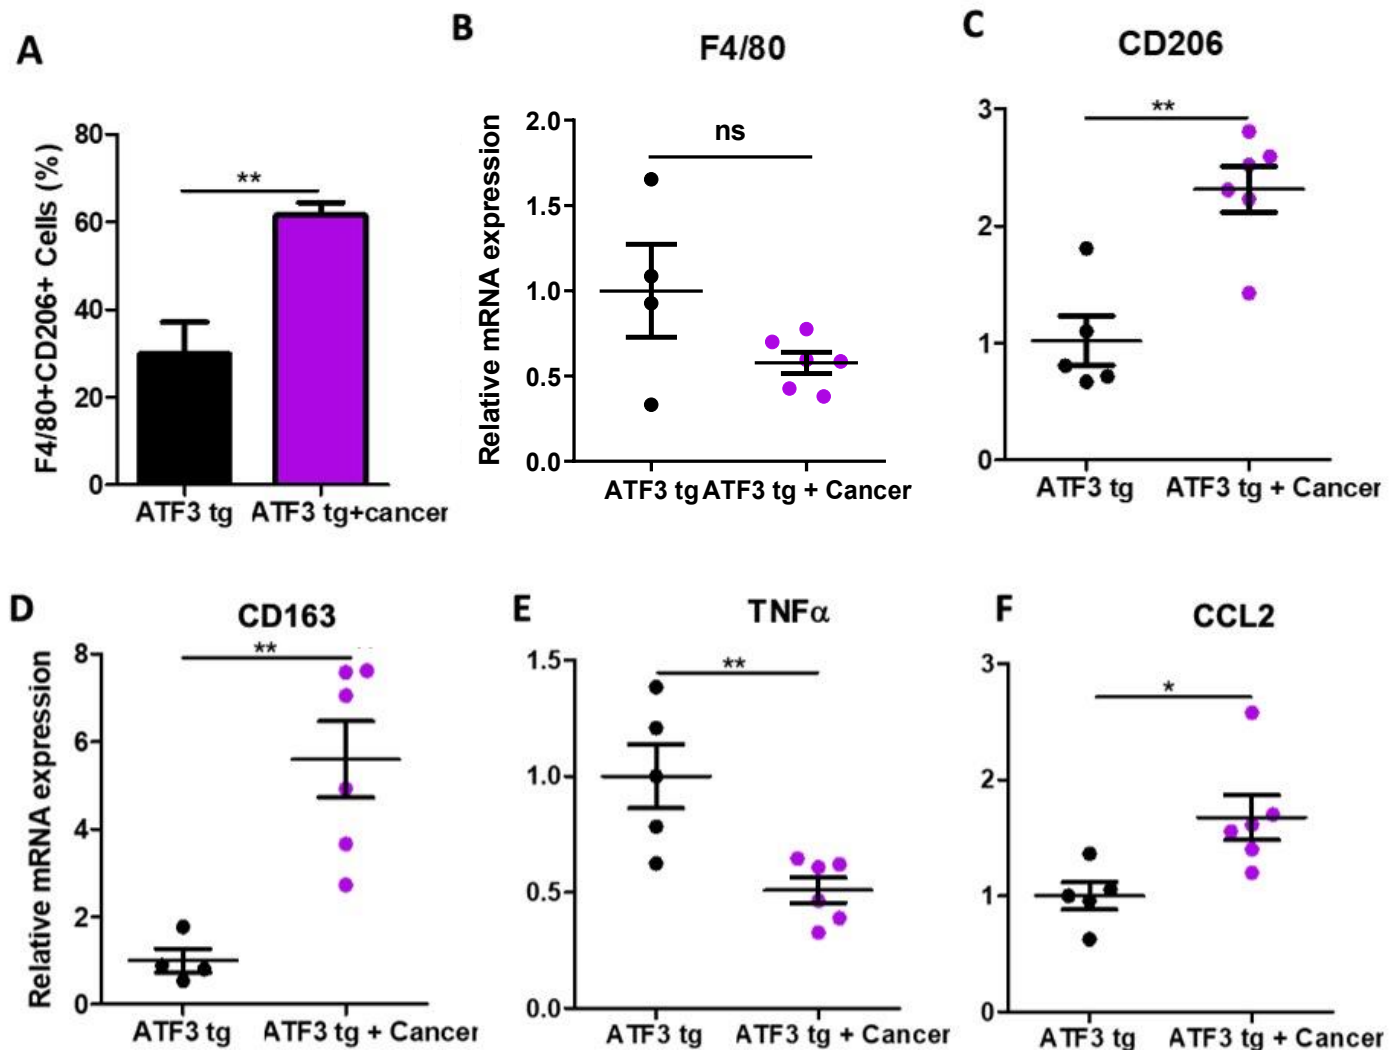 A
F4/80+CD206+ Cells (%)
80
60
40
20
0
**
ATF3 tg
ATF3 tg+cancer
B
F4/80
Relative mRNA expression
2.0
1.5
1.0
0.5
0.0
ns
ATF3 tg
ATF3 tg + Cancer
C
CD206
3
2
1
0
**
ATF3 tg
ATF3 tg + Cancer
D
CD163
Relative mRNA expression
8
6
4
2
0
**
ATF3 tg
ATF3 tg + Cancer
E
TNFα
1.5
1.0
0.5
0.0
**
ATF3 tg
ATF3 tg + Cancer
F
CCL2
3
2
1
0
*
ATF3 tg
ATF3 tg + Cancer